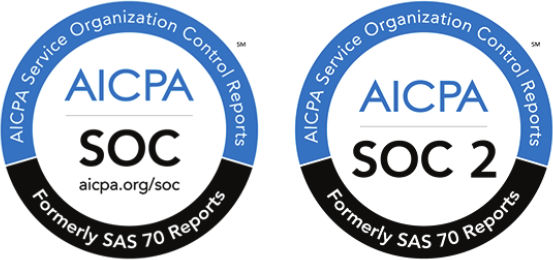 AICPA Service Organization Control Reports
SM
AICPA
SOC
aicpa.org/soc
Formerly SAS 70 Reports
AICPA Service Organization Control Reports
SM
AICPA
SOC 2
Formerly SAS 70 Reports